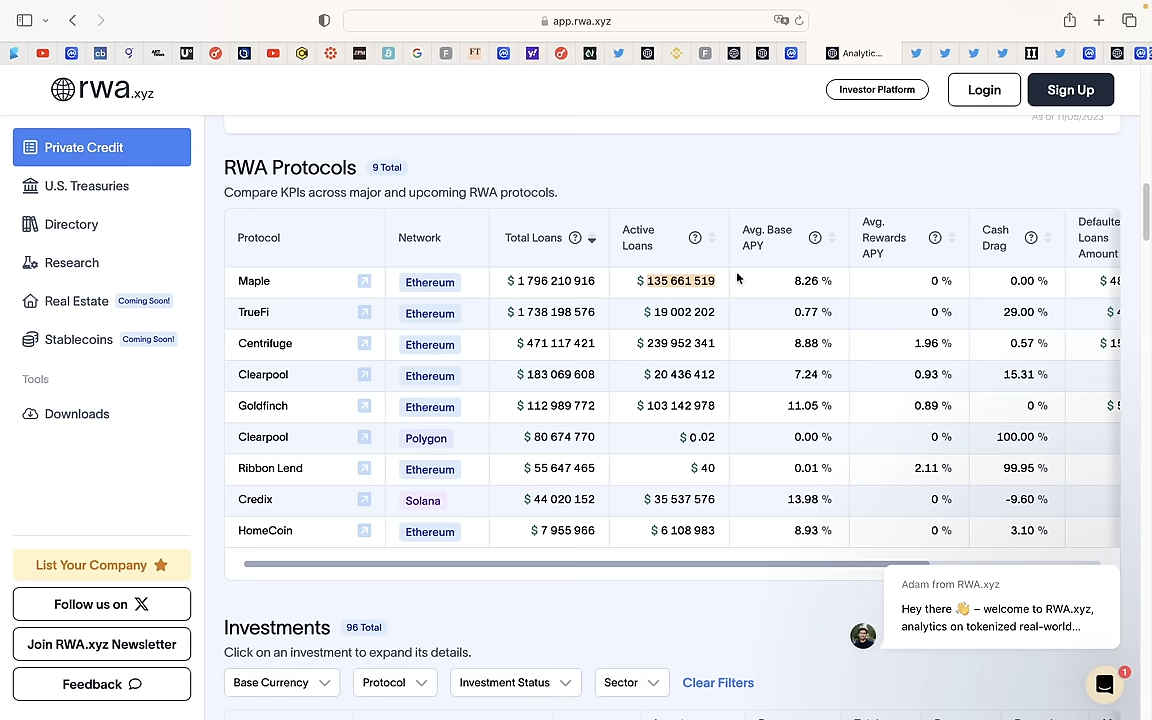 app.rwa.xyz
Analytic...
rwa.xyz
Investor Platform
Login
Sign Up
Private Credit
U.S. Treasuries
Directory
Research
Real Estate Coming Soon!
Stablecoins Coming Soon!
Tools
Downloads
List Your Company
Follow us on X
Join RWA.xyz Newsletter
Feedback
As of 11/05/2023
RWA Protocols 9 Total
Compare KPIs across major and upcoming RWA protocols.
Protocol Network Total Loans ? Active Loans ? Avg. Base APY ? Avg. Rewards APY ? Cash Drag ? Defaulte Loans Amount
Maple Ethereum $ 1 796 210 916 $ 135 661 519 8.26 % 0 % 0.00 % $ 48
TrueFi Ethereum $ 1 738 198 576 $ 19 002 202 0.77 % 0 % 29.00 % $ 4
Centrifuge Ethereum $ 471 117 421 $ 239 952 341 8.88 % 1.96 % 0.57 % $ 15
Clearpool Ethereum $ 183 069 608 $ 20 436 412 7.24 % 0.93 % 15.31 %
Goldfinch Ethereum $ 112 989 772 $ 103 142 978 11.05 % 0.89 % 0 % $ 5
Clearpool Polygon $ 80 674 770 $ 0.02 0.00 % 0 % 100.00 %
Ribbon Lend Ethereum $ 55 647 465 $ 40 0.01 % 2.11 % 99.95 %
Credix Solana $ 44 020 152 $ 35 537 576 13.98 % 0 % -9.60 %
HomeCoin Ethereum $ 7 955 966 $ 6 108 983 8.93 % 0 % 3.10 %
Adam from RWA.xyz
Hey there 👋 – welcome to RWA.xyz,
analytics on tokenized real-world...
1
Investments 96 Total
Click on an investment to expand its details.
Base Currency Protocol Investment Status Sector Clear Filters